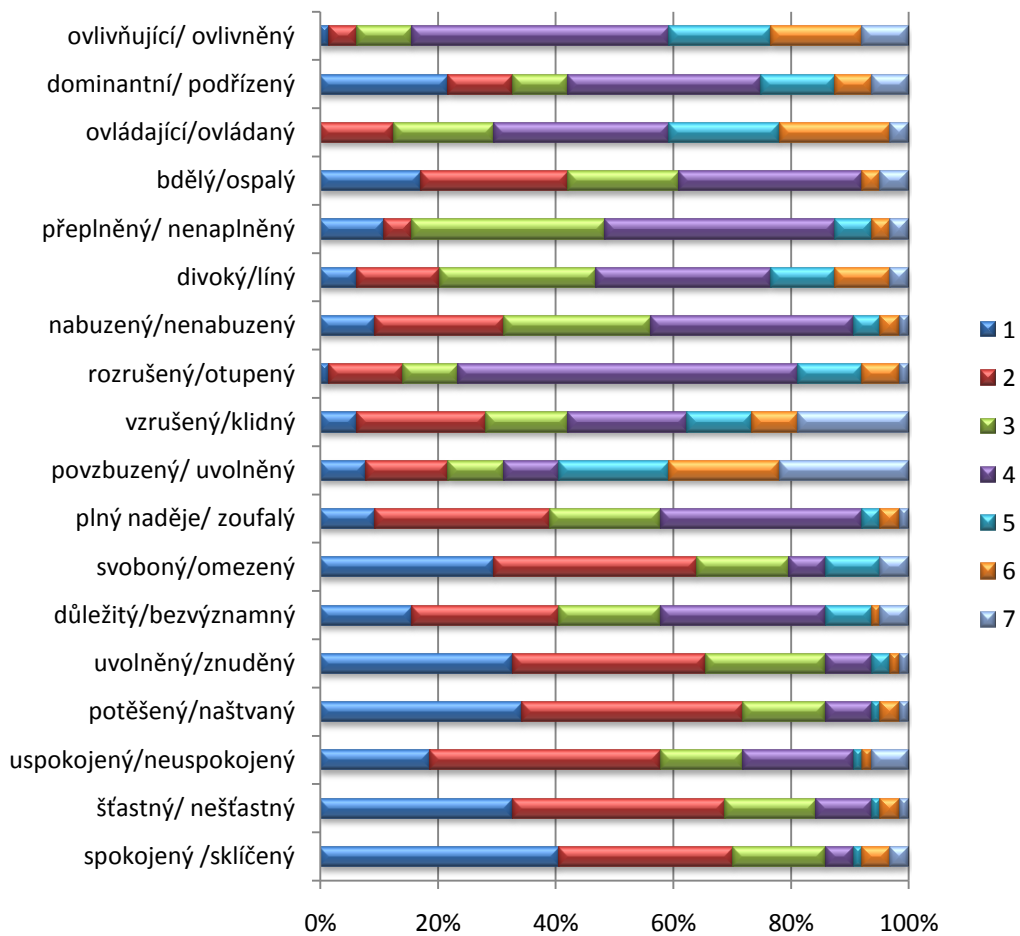 ovlivňující/ ovlivněný
dominantní/ podřízený
ovládající/ovládaný
bdělý/ospalý
přeplněný/ nenaplněný
divoký/líný
nabuzený/nenabuzený
rozrušený/otupený
vzrušený/klidný
povzbuzený/ uvolněný
plný naděje/ zoufalý
svoboný/omezený
důležitý/bezvýznamný
uvolněný/znuděný
potěšený/naštvaný
uspokojený/neuspokojený
šťastný/ nešťastný
spokojený /sklíčený
0% 20% 40% 60% 80% 100%
1
2
3
4
5
6
7